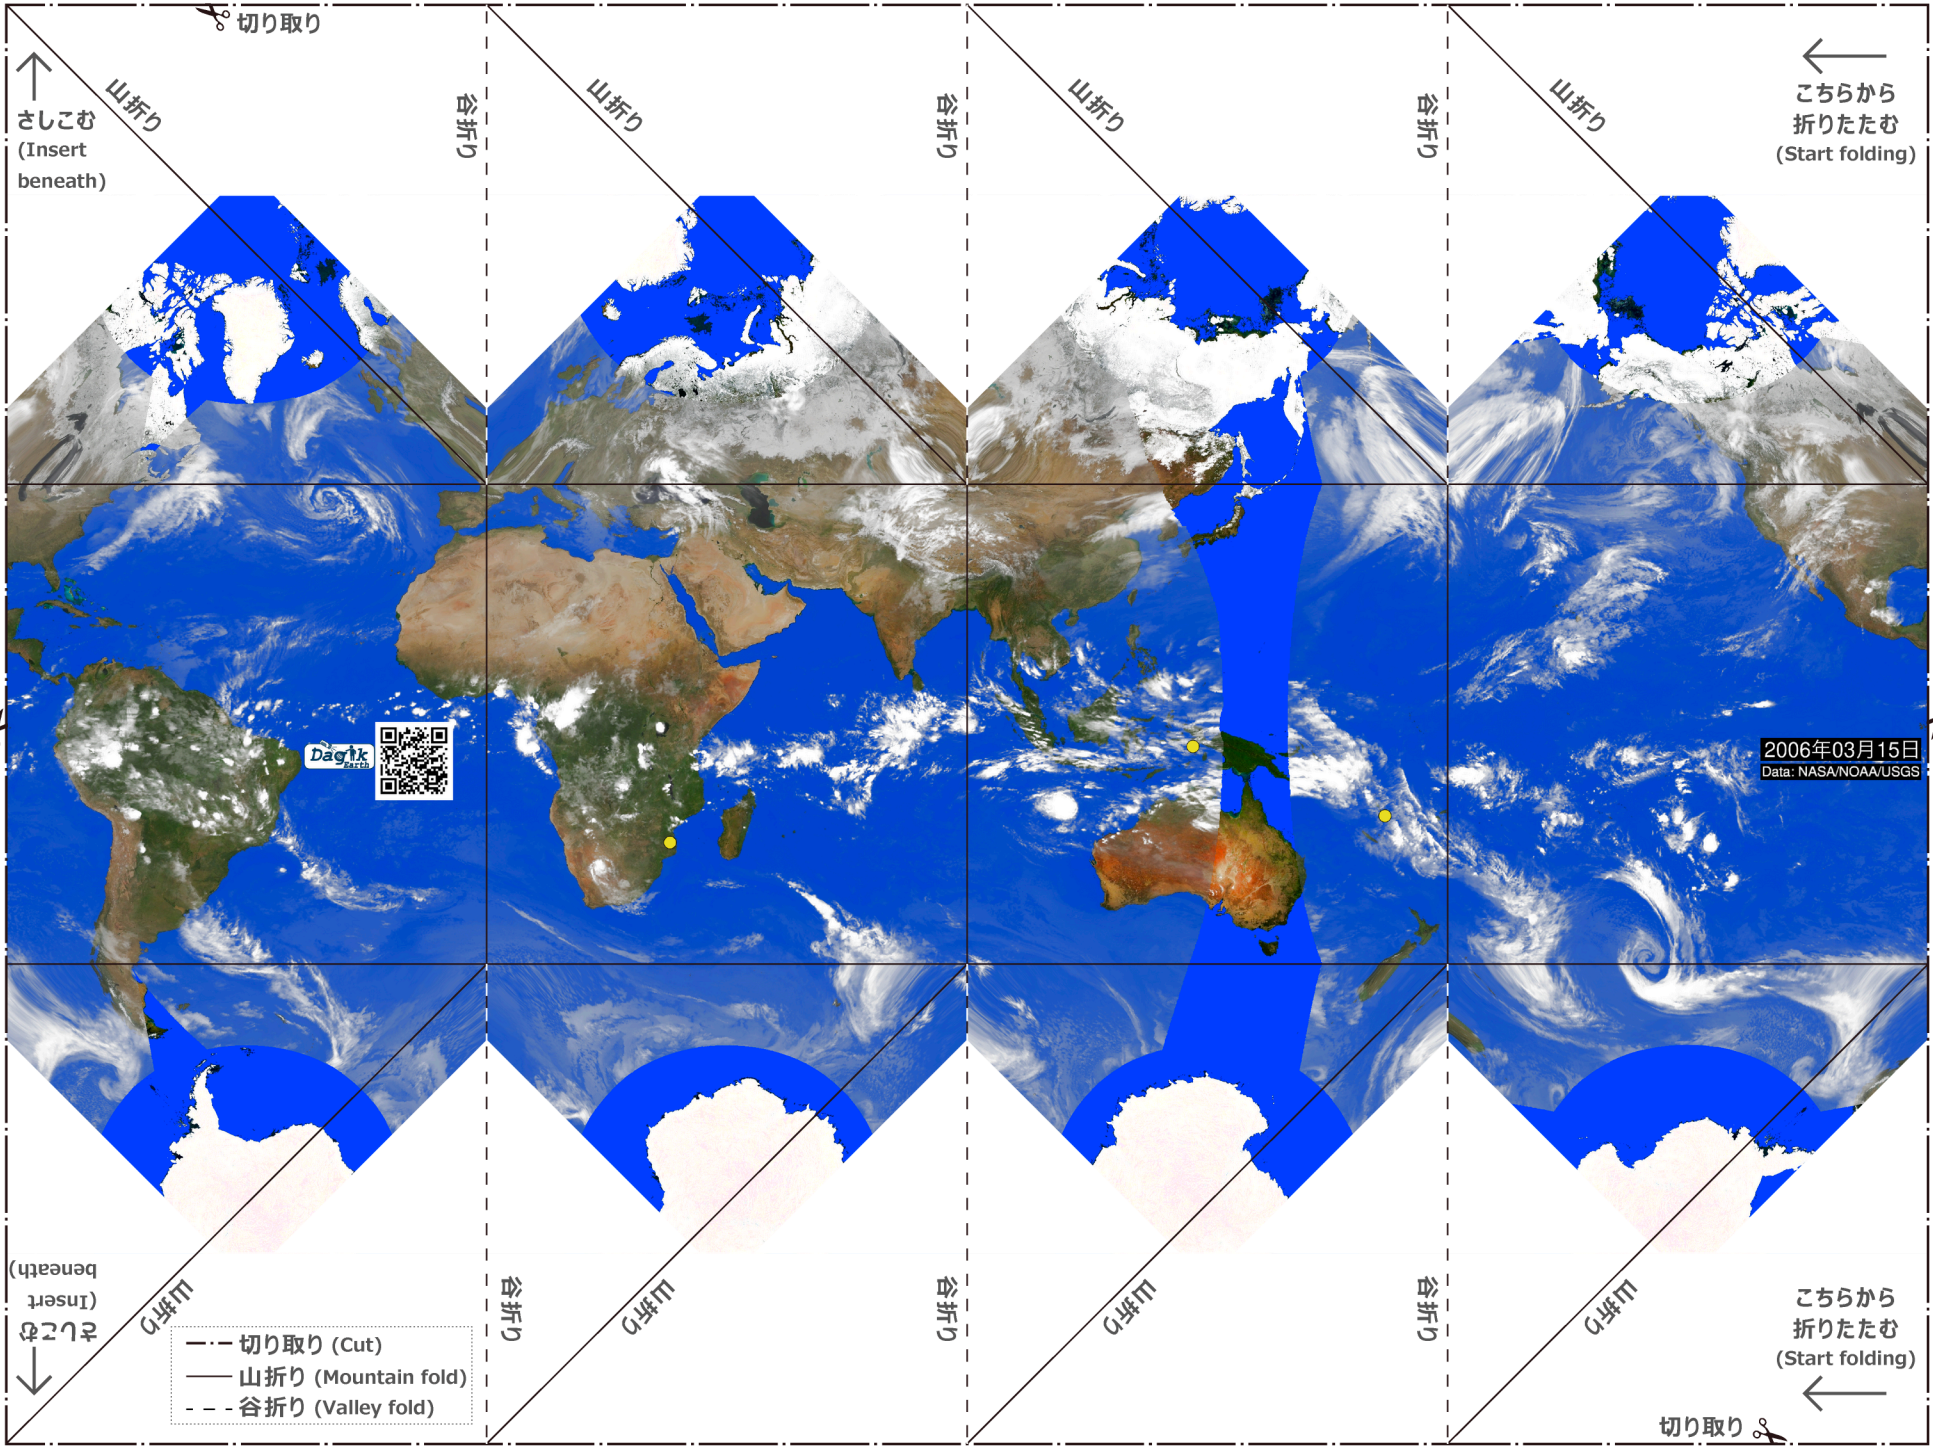 切り取り
山折り
谷折り
山折り
谷折り
山折り
谷折り
山折り
さしこむ
(Insert
beneath)
こちらから
折りたたむ
(Start folding)
Dagik
Earth
2006年03月15日
Data: NASA/NOAA/USGS
さしこむ
(Insert
beneath)
山折り
谷折り
山折り
谷折り
山折り
谷折り
山折り
こちらから
折りたたむ
(Start folding)
切り取り (Cut)
山折り (Mountain fold)
谷折り (Valley fold)
切り取り